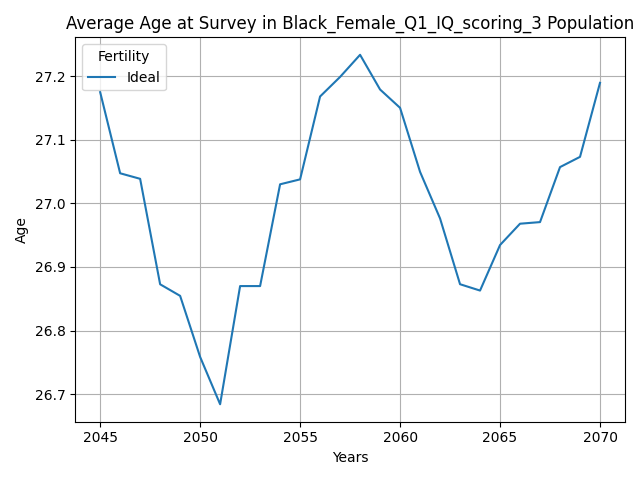 Average Age at Survey in Black_Female_Q1_IQ_scoring_3 Population
Fertility
Ideal
27.2
27.1
27.0
26.9
26.8
26.7
Age
2045 2050 2055 2060 2065 2070
Years